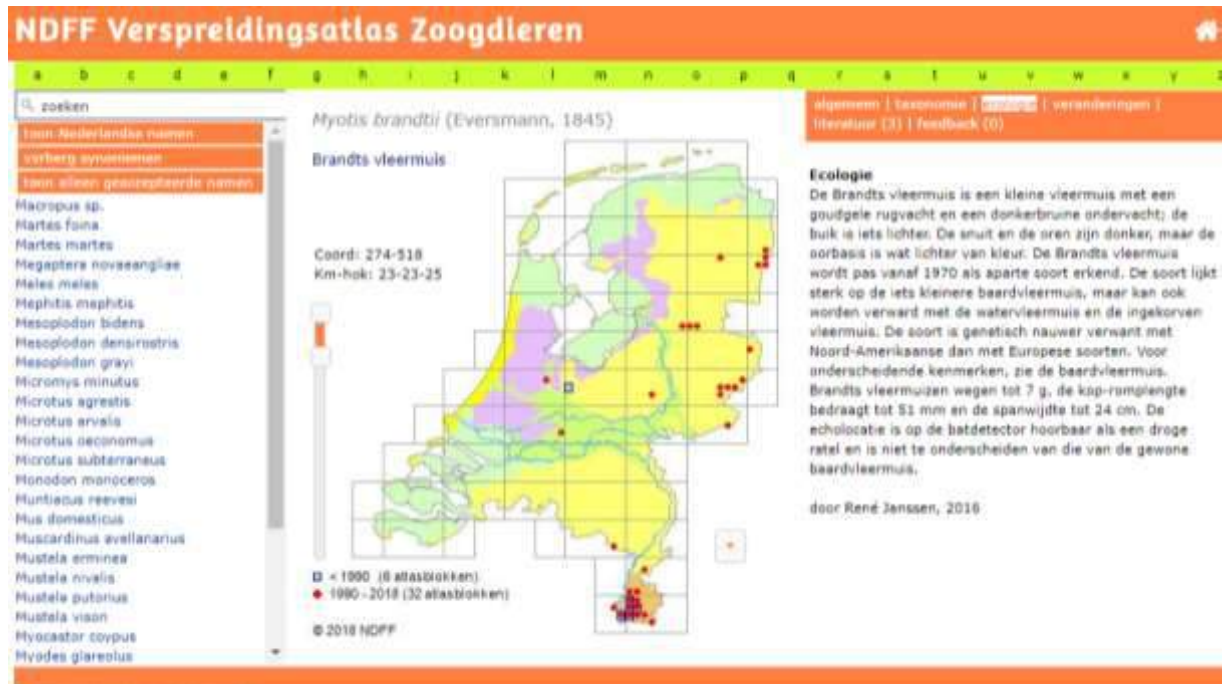 NDFF Verspreidingsatlas Zoogdieren
a b c d e f g h i j k l m n o p q r s t u v w x y z
zoeken
toon Nederlandse namen
verberg synoniemen
toon alleen geaccepteerde namen
Macropus sp.
Martes foina
Martes martes
Megaptera novaeangliae
Meles meles
Mephitis mephitis
Mesoplodon bidens
Mesoplodon densirostris
Mesoplodon grayi
Micromys minutus
Microtus agrestis
Microtus arvalis
Microtus oeconomus
Microtus subterraneus
Monodon monoceros
Muntiacus reevesi
Mus domesticus
Muscardinus avellanarius
Mustela erminea
Mustela nivalis
Mustela putorius
Mustela vison
Myocastor coypus
Myodes glareolus
Myotis brandtii (Eversmann, 1845)
Brandts vleermuis
Coord: 274-518
Km-hok: 23-23-25
< 1990 (6 atlasblokken)
1990 - 2018 (32 atlasblokken)
© 2018 NDFF
algemeen | taxonomie | ecologie | veranderingen |
literatuur (3) | feedback (0)
Ecologie
De Brandts vleermuis is een kleine vleermuis met een
goudgele rugvacht en een donkerbruine ondervacht; de
buik is iets lichter. De snuit en de oren zijn donker, maar de
oorbasis is wat lichter van kleur. De Brandts vleermuis
wordt pas vanaf 1970 als aparte soort erkend. De soort lijkt
sterk op de iets kleinere baardvleermuis, maar kan ook
worden verward met de watervleermuis en de ingekorven
vleermuis. De soort is genetisch nauwer verwant met
Noord-Amerikaanse dan met Europese soorten. Voor
onderscheidende kenmerken, zie de baardvleermuis.
Brandts vleermuizen wegen tot 7 g, de kop-romplengte
bedraagt tot 51 mm en de spanwijdte tot 24 cm. De
echolocatie is op de batdetector hoorbaar als een droge
ratel en is niet te onderscheiden van die van de gewone
baardvleermuis.
door René Janssen, 2016